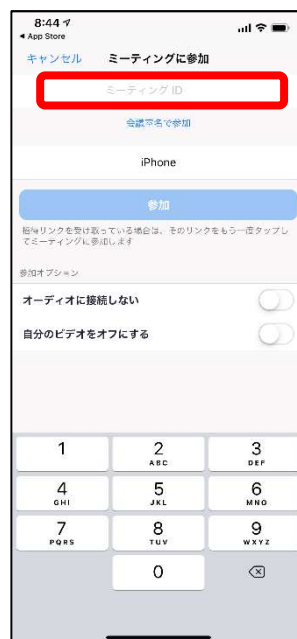 8:44
◀ App Store
キャンセル ミーティングに参加
ミーティング ID
会議室名で参加
iPhone
参加
招待リンクを受け取っている場合は、そのリンクをもう一度タップし
てミーティングに参加します
参加オプション
オーディオに接続しない
自分のビデオをオフにする
1 2 3
ABC DEF
4 5 6
GHI JKL MNO
7 8 9
PQRS TUV WXYZ
0